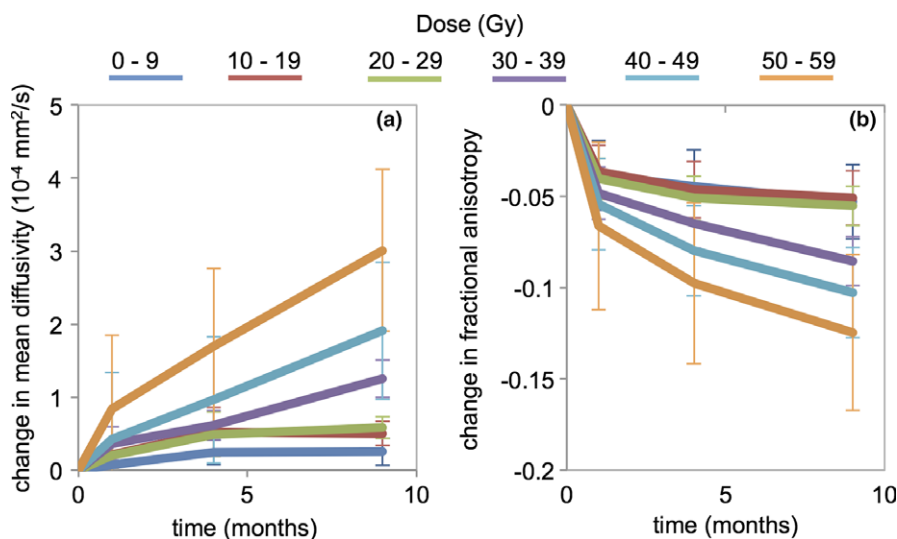 Dose (Gy)
0 - 9
10 - 19
20 - 29
30 - 39
40 - 49
50 - 59
(a)
change in mean diffusivity (10⁻⁴ mm²/s)
5
4
3
2
1
0
0
5
10
time (months)
(b)
change in fractional anisotropy
0
-0.05
-0.1
-0.15
-0.2
0
5
10
time (months)